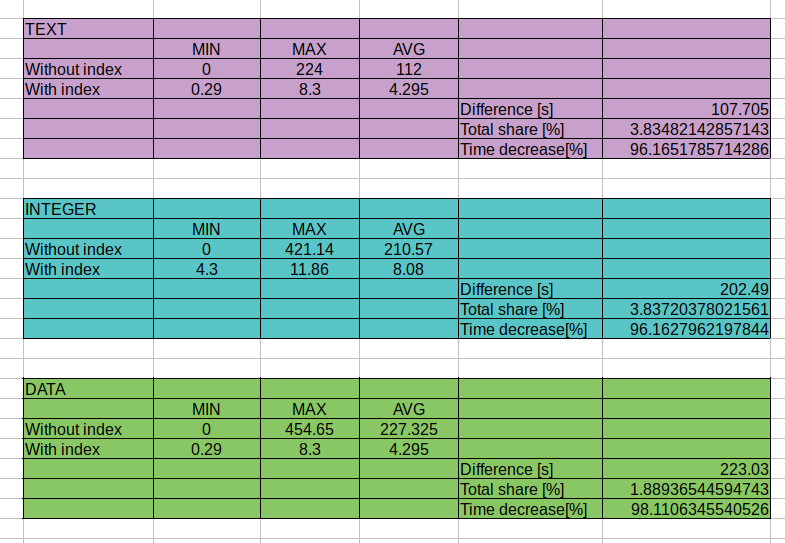 TEXT
MIN MAX AVG
Without index 0 224 112
With index 0.29 8.3 4.295
Difference [s] 107.705
Total share [%] 3.83482142857143
Time decrease[%] 96.1651785714286
INTEGER
MIN MAX AVG
Without index 0 421.14 210.57
With index 4.3 11.86 8.08
Difference [s] 202.49
Total share [%] 3.83720378021561
Time decrease[%] 96.1627962197844
DATA
MIN MAX AVG
Without index 0 454.65 227.325
With index 0.29 8.3 4.295
Difference [s] 223.03
Total share [%] 1.88936544594743
Time decrease[%] 98.1106345540526